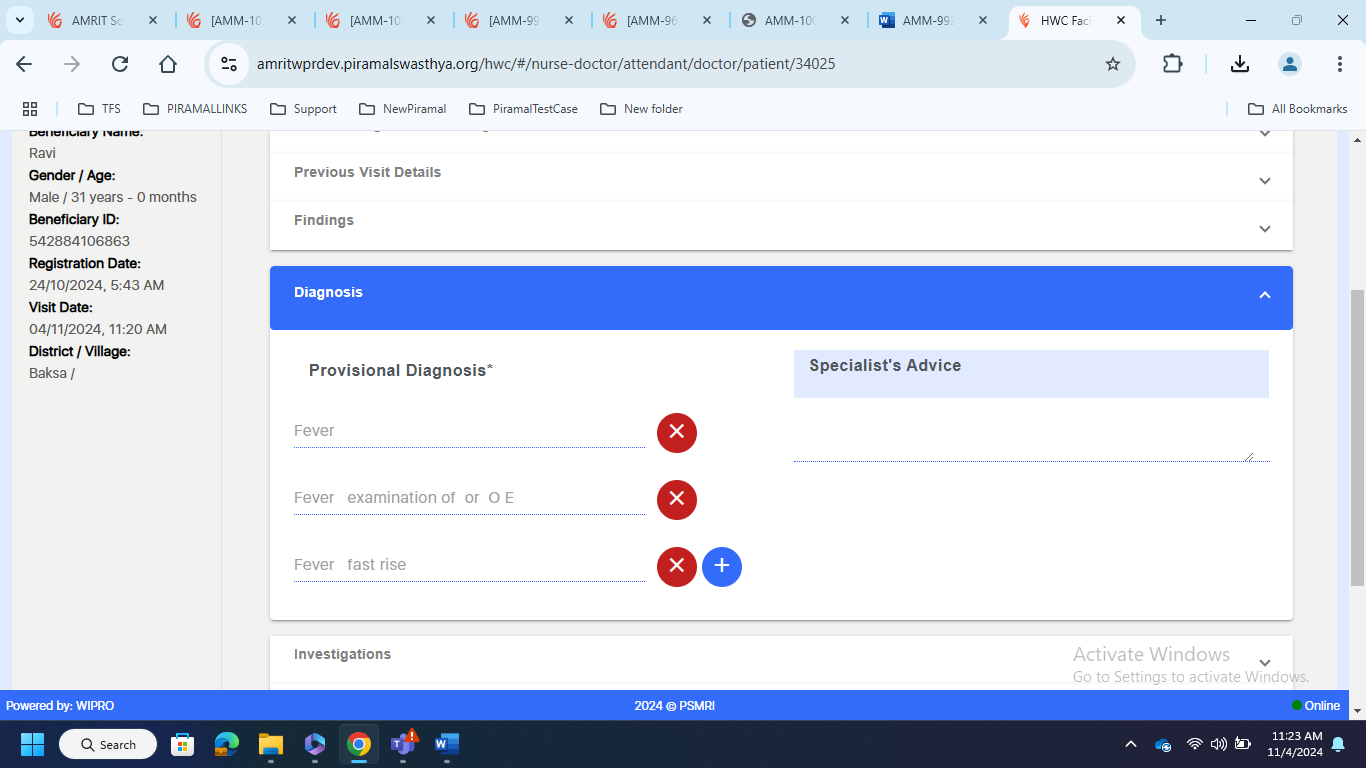 AMRIT Sc
[AMM-10
[AMM-10
[AMM-99
[AMM-96
AMM-100
AMM-993
HWC Faci
amritwprdev.piramalswasthya.org/hwc/#/nurse-doctor/attendant/doctor/patient/34025
TFS
PIRAMALLINKS
Support
NewPiramal
PiramalTestCase
New folder
All Bookmarks
Beneficiary Name:
Ravi
Gender / Age:
Male / 31 years - 0 months
Beneficiary ID:
542884106863
Registration Date:
24/10/2024, 5:43 AM
Visit Date:
04/11/2024, 11:20 AM
District / Village:
Baksa /
Previous Visit Details
Findings
Diagnosis
Provisional Diagnosis*
Specialist's Advice
Fever
Fever examination of or O E
Fever fast rise
Investigations
Activate Windows
Go to Settings to activate Windows.
Powered by: WIPRO
2024 © PSMRI
Online
Search
11:23 AM
11/4/2024